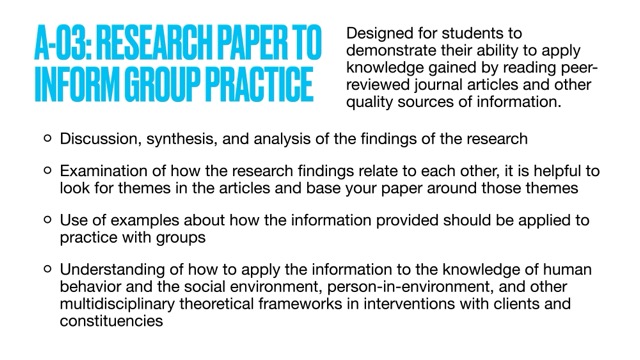 A-03: RESEARCH PAPER TO
INFORM GROUP PRACTICE
Designed for students to
demonstrate their ability to apply
knowledge gained by reading peer-
reviewed journal articles and other
quality sources of information.
Discussion, synthesis, and analysis of the findings of the research
Examination of how the research findings relate to each other, it is helpful to
look for themes in the articles and base your paper around those themes
Use of examples about how the information provided should be applied to
practice with groups
Understanding of how to apply the information to the knowledge of human
behavior and the social environment, person-in-environment, and other
multidisciplinary theoretical frameworks in interventions with clients and
constituencies